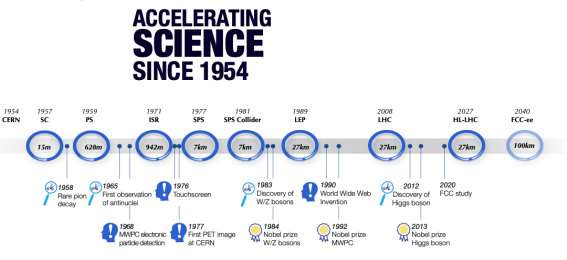 ACCELERATING
SCIENCE
SINCE 1954
1954
CERN
1957
SC
1959
PS
1971
ISR
1977
SPS
1981
SPS Collider
1989
LEP
2008
LHC
2027
HL-LHC
2040
FCC-ee
15m
628m
942m
7km
7km
27km
27km
27km
100km
1958
Rare pion
decay
1965
First observation
of antinuclei
1976
Touchscreen
1983
Discovery of
W/Z bosons
1990
World Wide Web
Invention
2012
Discovery of
Higgs boson
2020
FCC study
1968
MWPC electronic
particle detection
1977
First PET image
at CERN
1984
Nobel prize
W/Z bosons
1992
Nobel prize
MWPC
2013
Nobel prize
Higgs boson